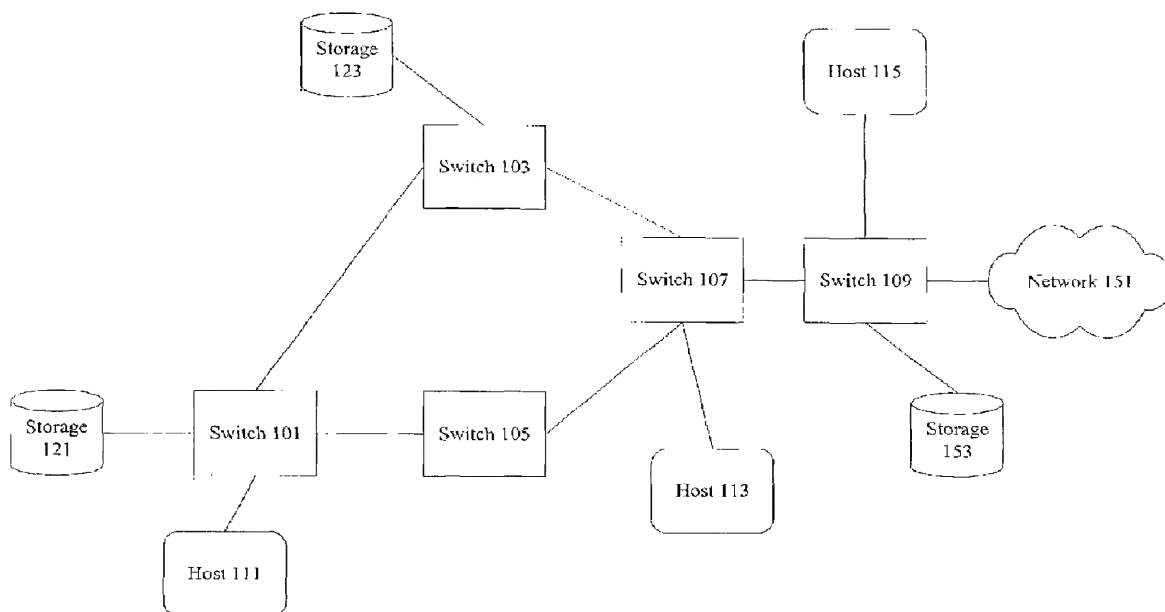 Storage
123
Host 115
Switch 103
Switch 107
Switch 109
Network 151
Storage
121
Switch 101
Switch 105
Storage
153
Host 113
Host 111